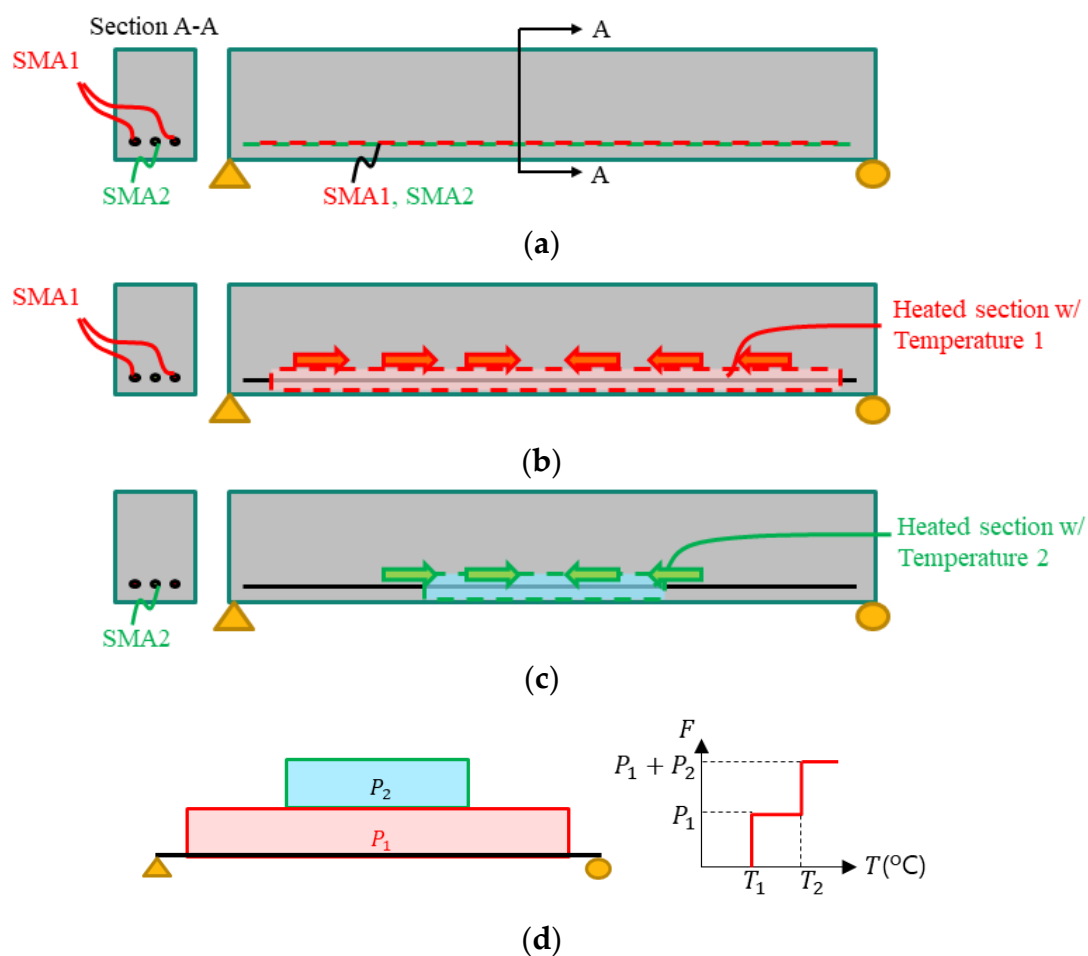 Section A-A
A
SMA1
SMA2
A
SMA1, SMA2
(a)
SMA1
Heated section w/
Temperature 1
(b)
Heated section w/
Temperature 2
SMA2
(c)
F
P₁ + P₂
P₂
P₁
P₁
T₁ T₂ T(ᴼC)
(d)